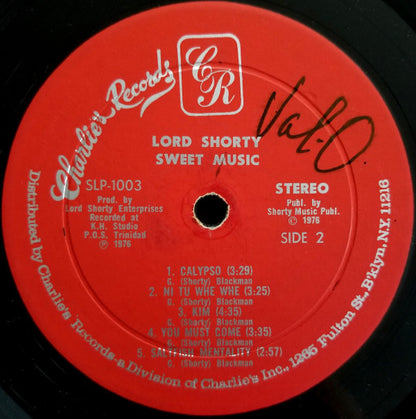 Charlie's Records
CR
LORD SHORTY
SWEET MUSIC
Val.O.
SLP-1003
Prod. by
Lord Shorty Enterprises
Recorded at
K.H. Studio
P.O.S. Trinidad
Ⓟ 1976
STEREO
Publ. by
Shorty Music Publ.
© 1976
SIDE 2
1. CALYPSO (3:29)
G. (Shorty) Blackman
2. NI TU WHE WHE (3:25)
G. (Shorty) Blackman
3. KIM (4:35)
G. (Shorty) Blackman
4. YOU MUST COME (3:35)
G. (Shorty) Blackman
5. SALTFISH MENTALITY (2:57)
G. (Shorty) Blackman
Distributed by Charlie's Records-a Division of Charlie's Inc., 1265 Fulton St., B'klyn, N.Y. 11216